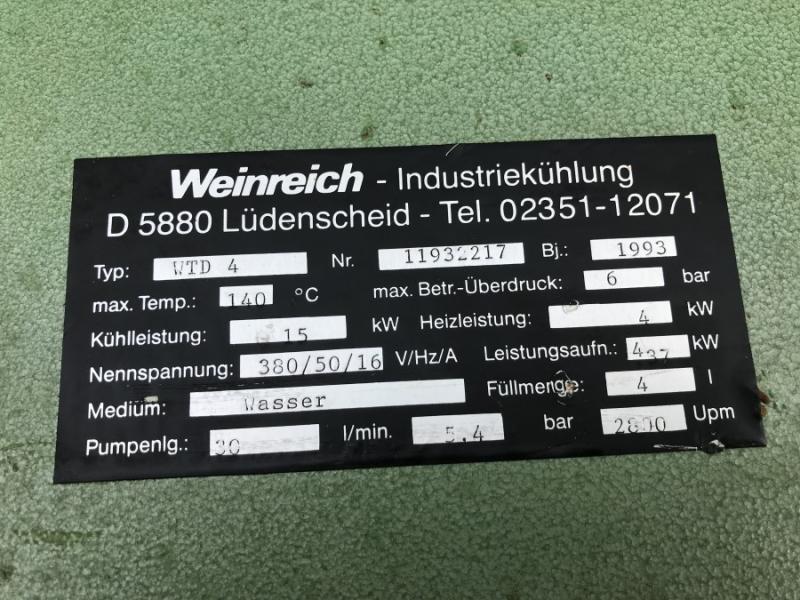 Weinreich - Industriekühlung
D 5880 Lüdenscheid - Tel. 02351-12071
Typ: WTD 4 Nr. 11932217 Bj.: 1993
max. Temp.: 140 °C max. Betr.-Überdruck: 6 bar
Kühlleistung: 15 kW Heizleistung: 4 kW
Nennspannung: 380/50/16 V/Hz/A Leistungsaufn.: 4,37 kW
Medium: Wasser Füllmenge: 4 l
Pumpenlg.: 30 l/min. 5,4 bar 2800 Upm